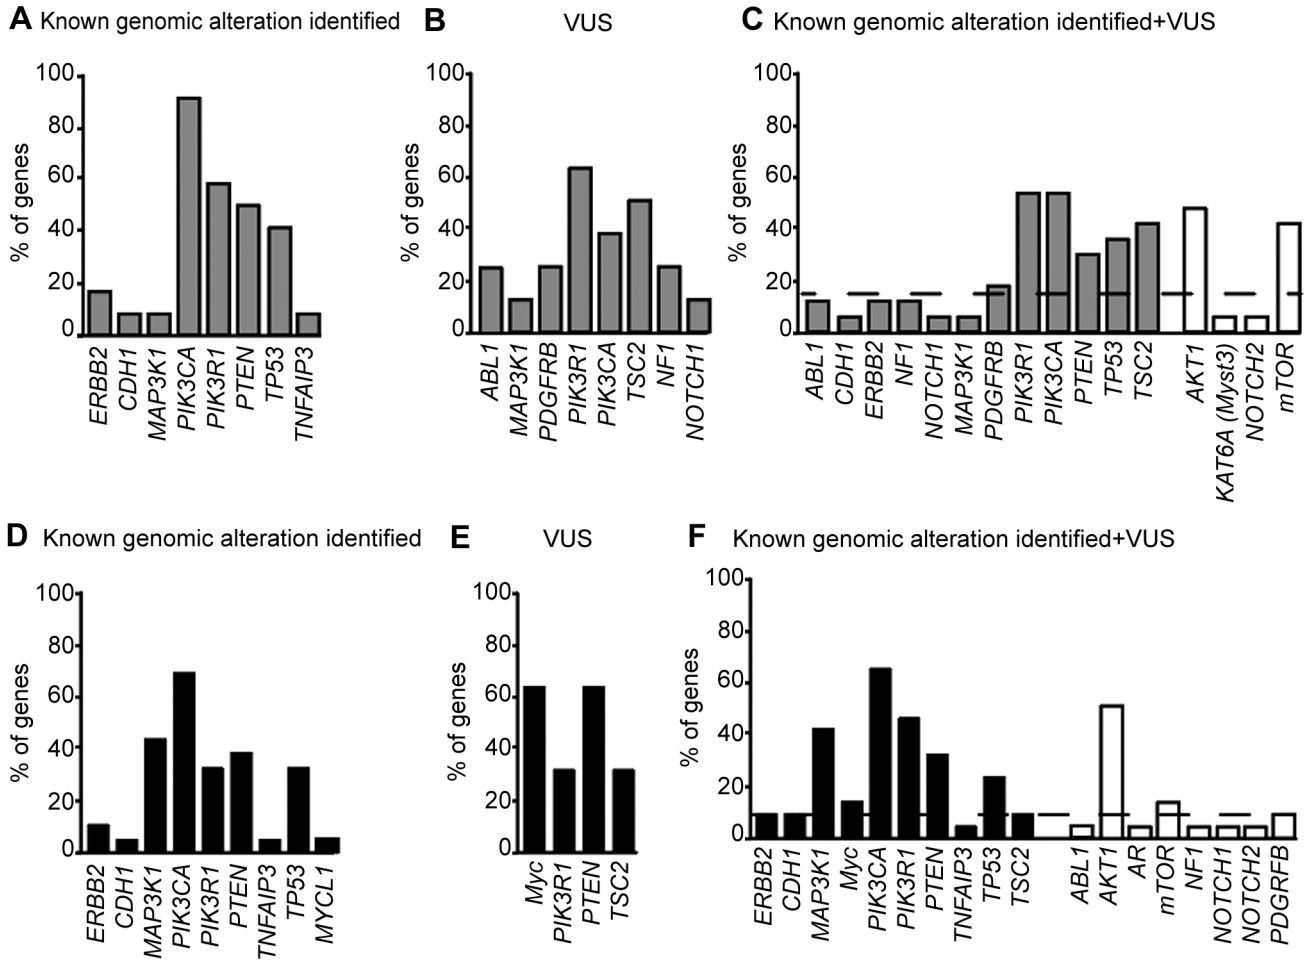 A Known genomic alteration identified
% of genes
100
80
60
40
20
0
ERBB2
CDH1
MAP3K1
PIK3CA
PIK3R1
PTEN
TP53
TNFAIP3
B VUS
% of genes
100
80
60
40
20
0
ABL1
MAP3K1
PDGFRB
PIK3R1
PIK3CA
TSC2
NF1
NOTCH1
C Known genomic alteration identified+VUS
% of genes
100
80
60
40
20
0
ABL1
CDH1
ERBB2
NF1
NOTCH1
MAP3K1
PDGFRB
PIK3R1
PIK3CA
PTEN
TP53
TSC2
AKT1
KAT6A (Myst3)
NOTCH2
mTOR
D Known genomic alteration identified
% of genes
100
80
60
40
20
0
ERBB2
CDH1
MAP3K1
PIK3CA
PIK3R1
PTEN
TNFAIP3
TP53
MYCL1
E VUS
% of genes
100
80
60
40
20
0
Myc
PIK3R1
PTEN
TSC2
F Known genomic alteration identified+VUS
% of genes
100
80
60
40
20
0
ERBB2
CDH1
MAP3K1
Myc
PIK3CA
PIK3R1
PTEN
TNFAIP3
TP53
TSC2
ABL1
AKT1
AR
mTOR
NF1
NOTCH1
NOTCH2
PDGRFB